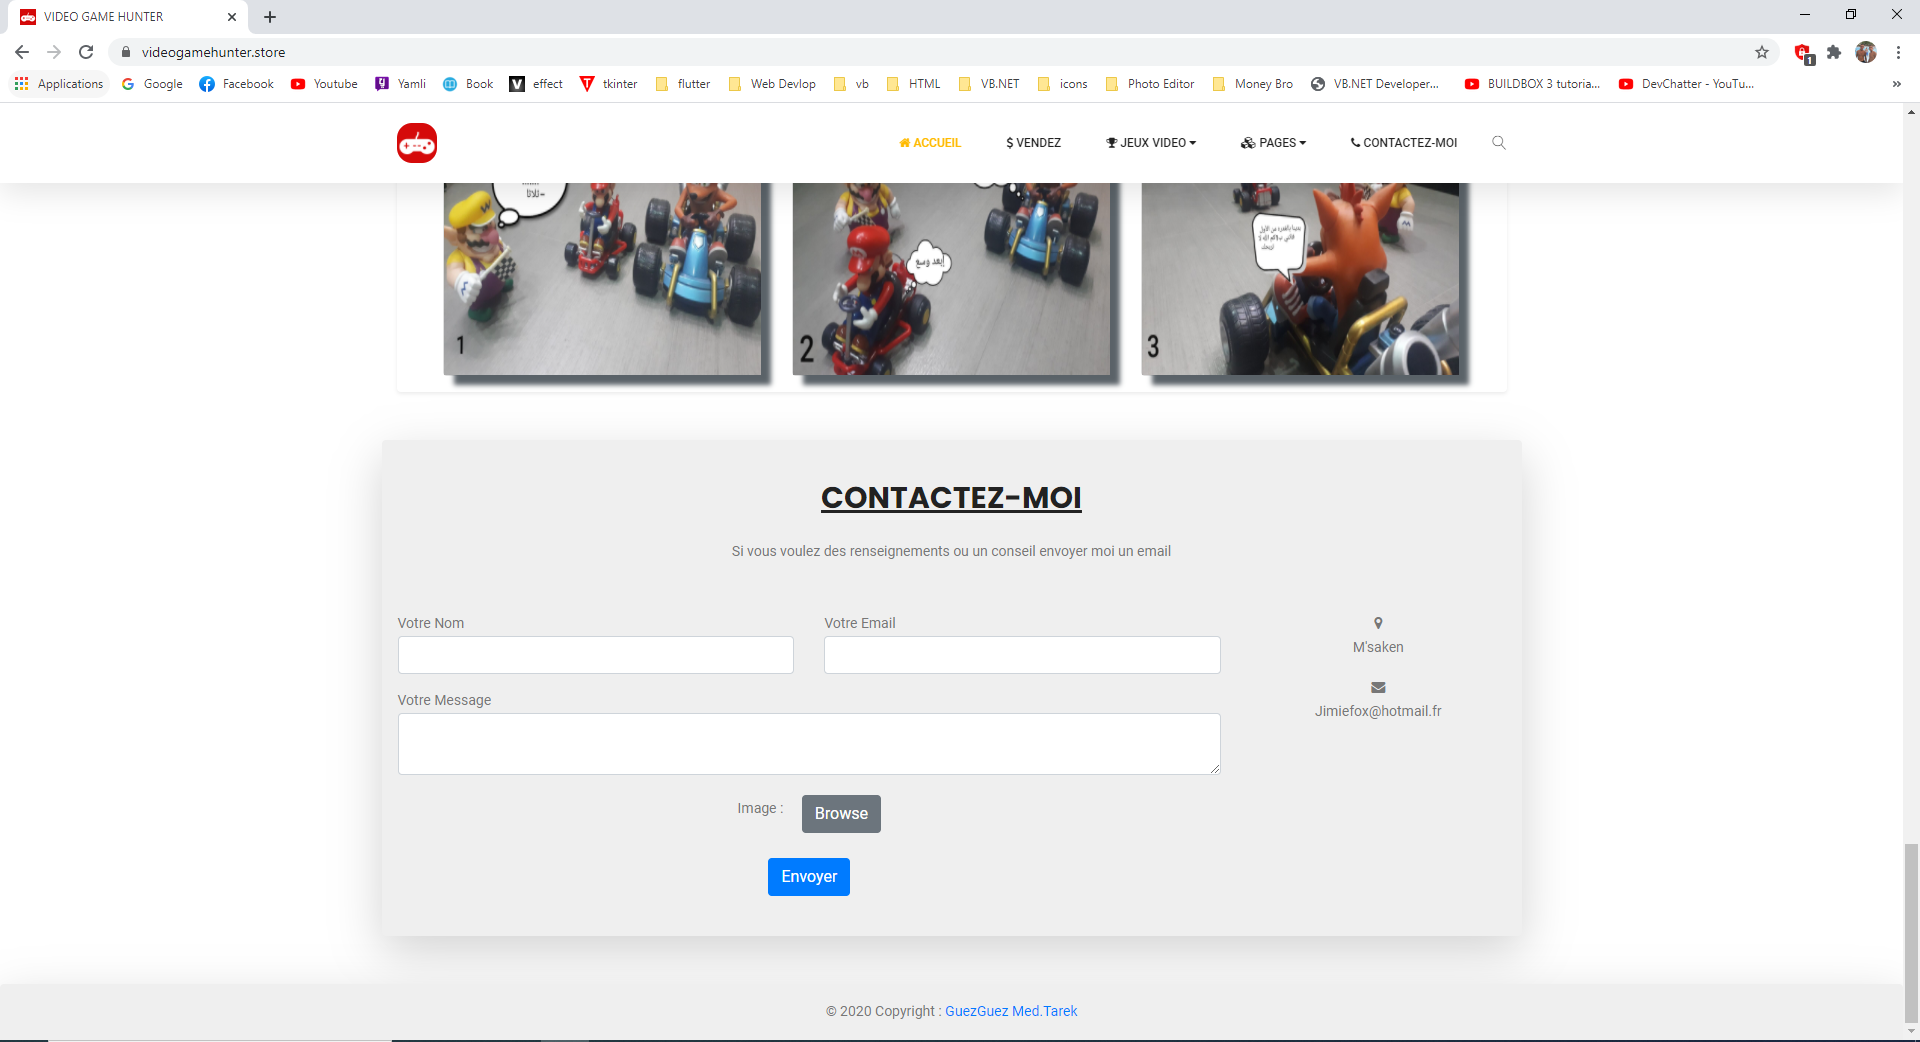 VIDEO GAME HUNTER
videogamehunter.store
1
Applications
Google
Facebook
Youtube
Yamli
Book
effect
tkinter
flutter
Web Devlop
vb
HTML
VB.NET
icons
Photo Editor
Money Bro
VB.NET Developer...
BUILDBOX 3 tutoria...
DevChatter - YouTu...
ACCUEIL
VENDEZ
JEUX VIDEO
PAGES
CONTACTEZ-MOI
إبعد وسع
1
2
3
CONTACTEZ-MOI
Si vous voulez des renseignements ou un conseil envoyer moi un email
Votre Nom
Votre Email
M'saken
Votre Message
Jimiefox@hotmail.fr
Image :
Browse
Envoyer
© 2020 Copyright : GuezGuez Med.Tarek